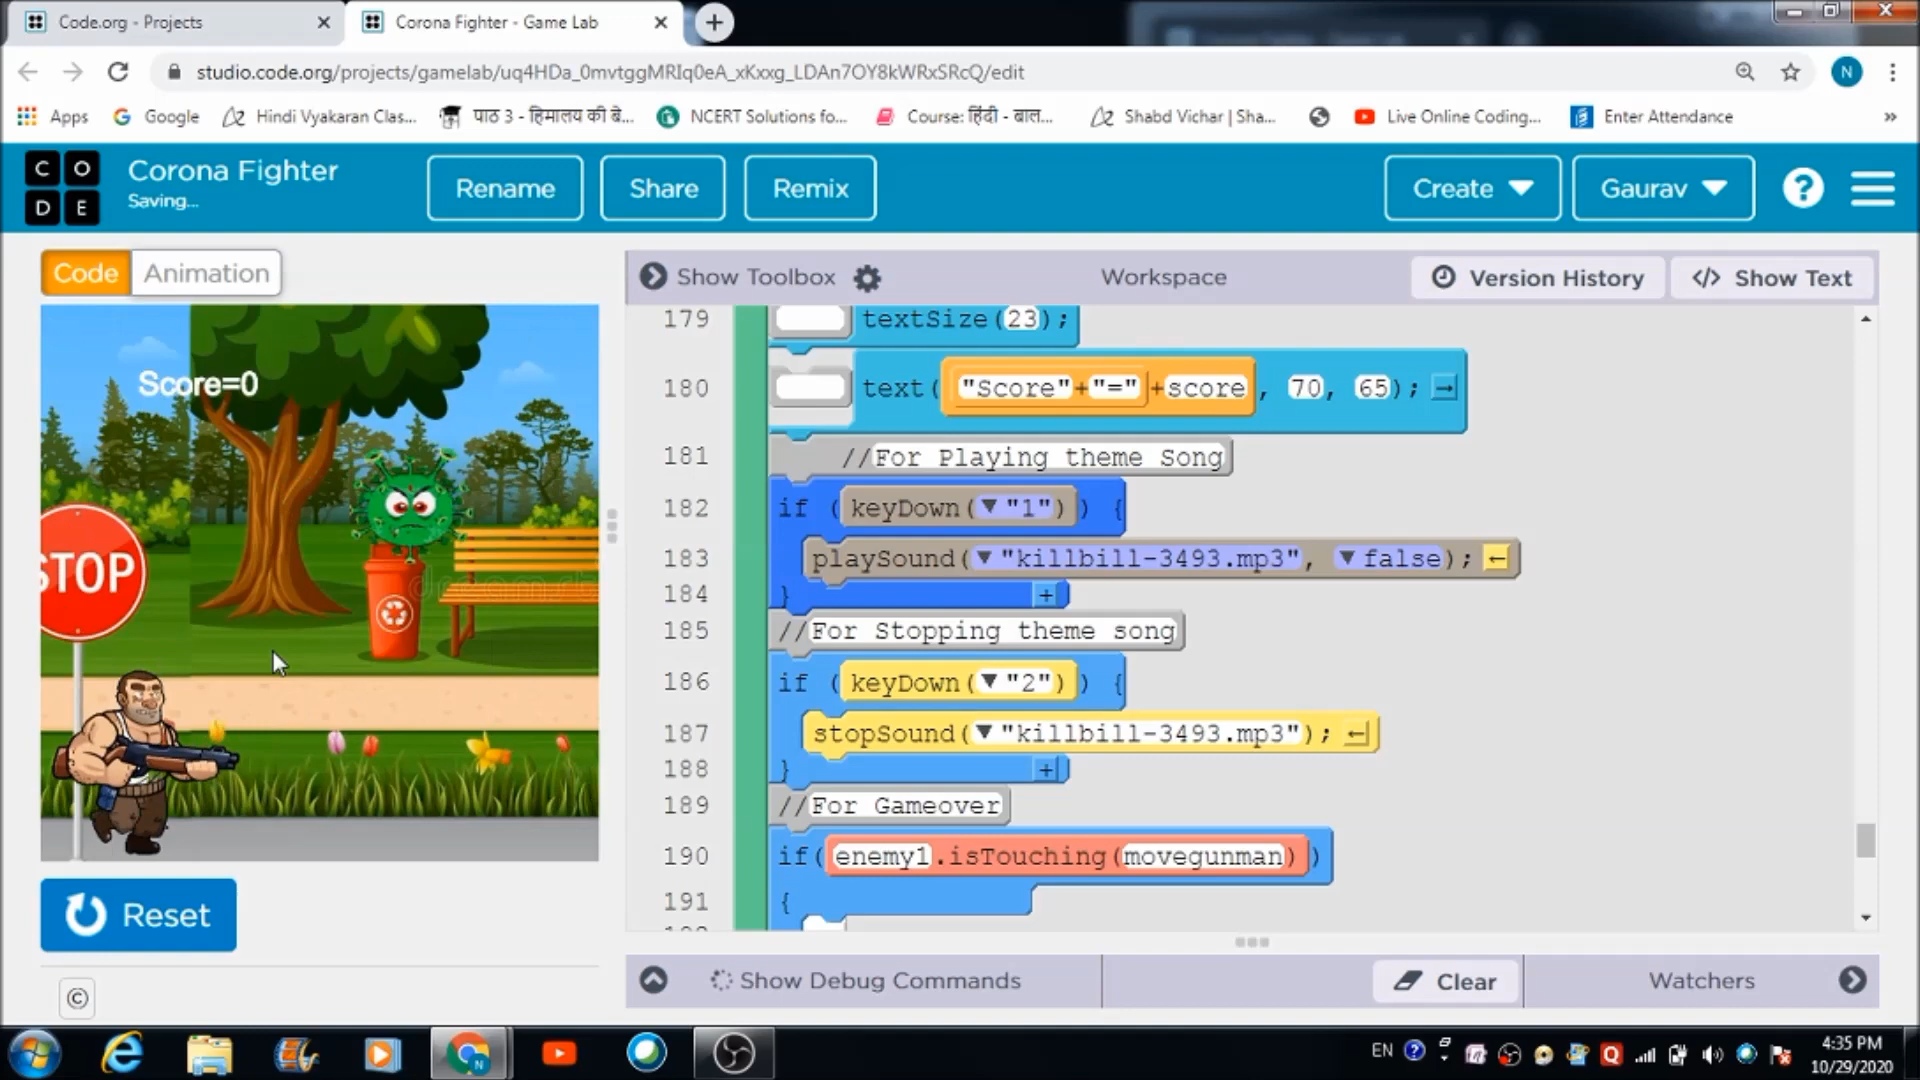 Code.org - Projects
Corona Fighter - Game Lab
studio.code.org/projects/gamelab/uq4HDa_0mvtggMRIq0eA_xKxxg_LDAn7OY8kWRxSRcQ/edit
N
Apps
Google
Hindi Vyakaran Clas...
पाठ 3 - हिमालय की बे...
NCERT Solutions fo...
Course: हिंदी - बाल...
Shabd Vichar | Sha...
Live Online Coding...
Enter Attendance
»
C O
D E
Corona Fighter
Saving...
Rename
Share
Remix
Create
Gaurav
?
Code
Animation
Show Toolbox
Workspace
Version History
</> Show Text
Score=0
STOP
179 textSize(23);
180 text("Score"+"="+score, 70, 65); →
181 //For Playing theme Song
182 if (keyDown(▼"1")) {
183 playSound(▼"killbill-3493.mp3", ▼false); ←
184 } +
185 //For Stopping theme song
186 if (keyDown(▼"2")) {
187 stopSound(▼"killbill-3493.mp3"); ←
188 } +
189 //For Gameover
190 if(enemy1.isTouching(movegunman))
191 {
Reset
©
Show Debug Commands
Clear
Watchers
EN
4:35 PM
10/29/2020